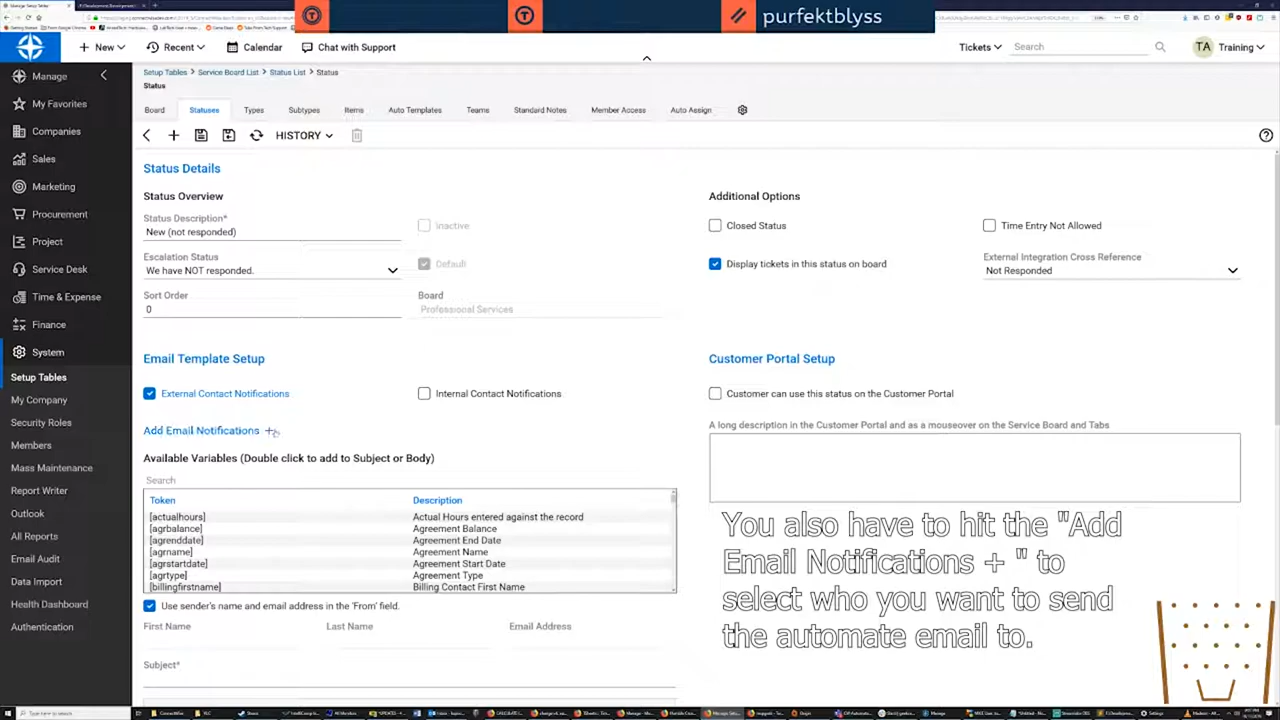 furfakurboss
New
Recent
Calendar
Chat with Support
Tickets
Search
TA
Training
Manage
My Favorites
Companies
Sales
Marketing
Procurement
Project
Service Desk
Time & Expense
Finance
System
Setup Tables
My Company
Security Roles
Members
Mass Maintenance
Report Writer
Outlook
All Reports
Email Audit
Data Import
Health Dashboard
Authentication
Setup Tables > Service Board List > Status List > Status
Status
Board
Statuses
Types
Subtypes
Items
Auto Templates
Teams
Standard Notes
Member Access
Auto Assign
HISTORY
Status Details
Status Overview
Status Description*
New (not responded)
Inactive
Escalation Status
We have NOT responded.
Default
Sort Order
0
Board
Professional Services
Additional Options
Closed Status
Time Entry Not Allowed
Display tickets in this status on board
External Integration Cross Reference
Not Responded
Email Template Setup
External Contact Notifications
Internal Contact Notifications
Add Email Notifications +
Available Variables (Double click to add to Subject or Body)
Search
Token Description
[actualhours] Actual Hours entered against the record
[agrbalance] Agreement Balance
[agrenddate] Agreement End Date
[agrname] Agreement Name
[agrstartdate] Agreement Start Date
[agrtype] Agreement Type
[billingfirstname] Billing Contact First Name
Use sender's name and email address in the 'From' field.
First Name
Last Name
Email Address
Subject*
Customer Portal Setup
Customer can use this status on the Customer Portal
A long description in the Customer Portal and as a mouseover on the Service Board and Tabs
You also have to hit the "Add
Email Notifications + " to
select who you want to send
the automate email to.
Type here to search